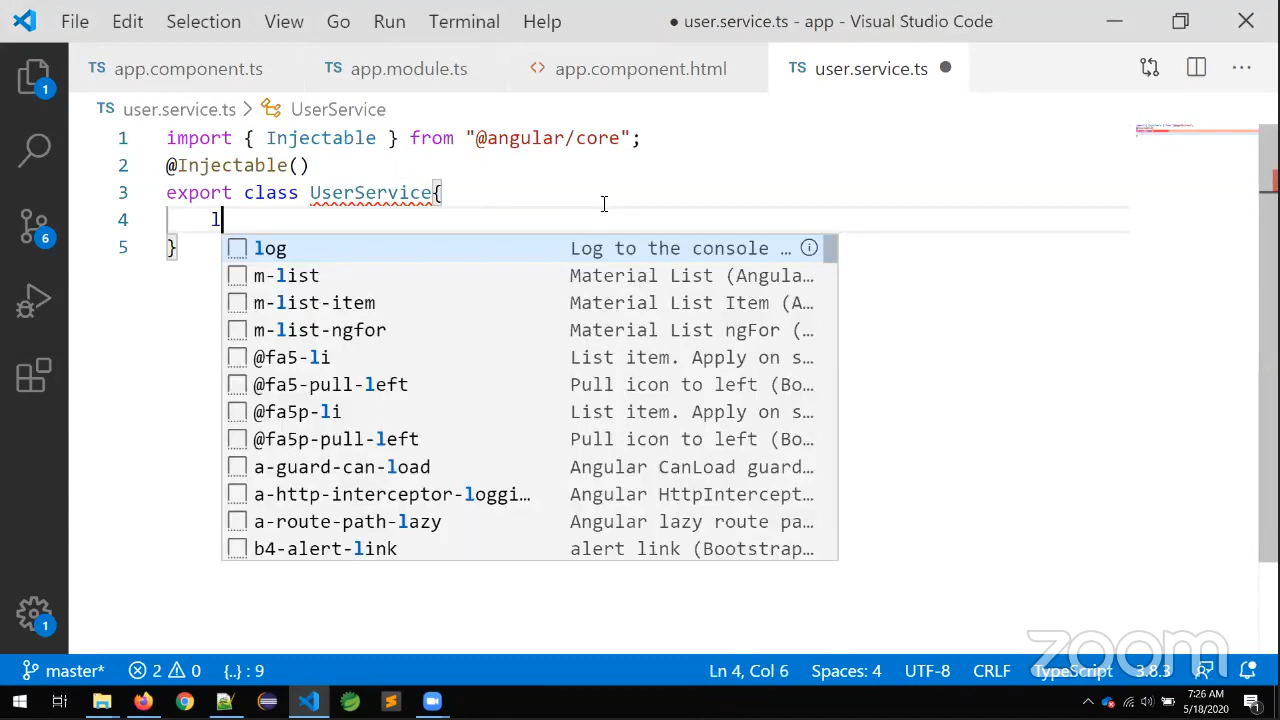 File Edit Selection View Go Run Terminal Help ● user.service.ts - app - Visual Studio Code
TS app.component.ts TS app.module.ts <> app.component.html TS user.service.ts
TS user.service.ts > UserService
1 import { Injectable } from "@angular/core";
2 @Injectable()
3 export class UserService{
4 l
5 }
log Log to the console …
m-list Material List (Angula…
m-list-item Material List Item (A…
m-list-ngfor Material List ngFor (…
@fa5-li List item. Apply on s…
@fa5-pull-left Pull icon to left (Bo…
@fa5p-li List item. Apply on s…
@fa5p-pull-left Pull icon to left (Bo…
a-guard-can-load Angular CanLoad guard…
a-http-interceptor-loggi… Angular HttpIntercept…
a-route-path-lazy Angular lazy route pa…
b4-alert-link alert link (Bootstrap…
1
6
1
zoom
master* 2 0 {..} : 9 Ln 4, Col 6 Spaces: 4 UTF-8 CRLF TypeScript 3.8.3
7:26 AM
5/18/2020
1